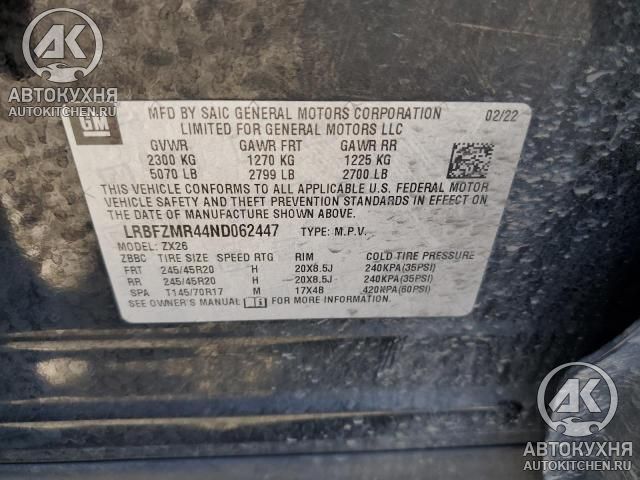 AK
АВТОКУХНЯ
AUTOKITCHEN.RU
GM
MFD BY SAIC GENERAL MOTORS CORPORATION 02/22
LIMITED FOR GENERAL MOTORS LLC
GVWR GAWR FRT GAWR RR
2300 KG 1270 KG 1225 KG
5070 LB 2799 LB 2700 LB
THIS VEHICLE CONFORMS TO ALL APPLICABLE U.S. FEDERAL MOTOR
VEHICLE SAFETY AND THEFT PREVENTION STANDARDS IN EFFECT ON
THE DATE OF MANUFACTURE SHOWN ABOVE.
LRBFZMR44ND062447 TYPE: M.P.V.
MODEL: ZX26
ZBBC TIRE SIZE SPEED RTG RIM COLD TIRE PRESSURE
FRT 245/45R20 H 20X8.5J 240KPA(35PSI)
RR 245/45R20 H 20X8.5J 240KPA(35PSI)
SPA T145/70R17 M 17X4B 420KPA(60PSI)
SEE OWNER'S MANUAL FOR MORE INFORMATION.
AK
АВТОКУХНЯ
AUTOKITCHEN.RU